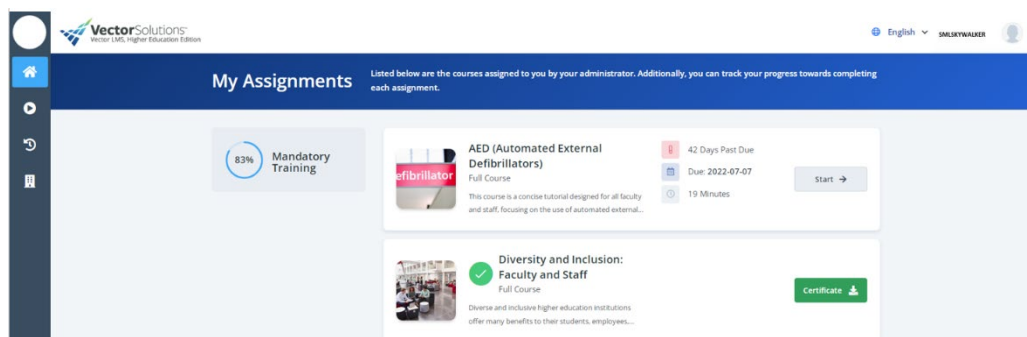 VectorSolutions™
Vector LMS, Higher Education Edition
English
SMLSKYWALKER
My Assignments
Listed below are the courses assigned to you by your administrator. Additionally, you can track your progress towards completing
each assignment.
83%
Mandatory
Training
efibrillator
AED (Automated External
Defibrillators)
Full Course
This course is a concise tutorial designed for all faculty
and staff, focusing on the use of automated external...
42 Days Past Due
Due: 2022-07-07
19 Minutes
Start →
Diversity and Inclusion:
Faculty and Staff
Full Course
Diverse and inclusive higher education institutions
offer many benefits to their students, employees,...
Certificate